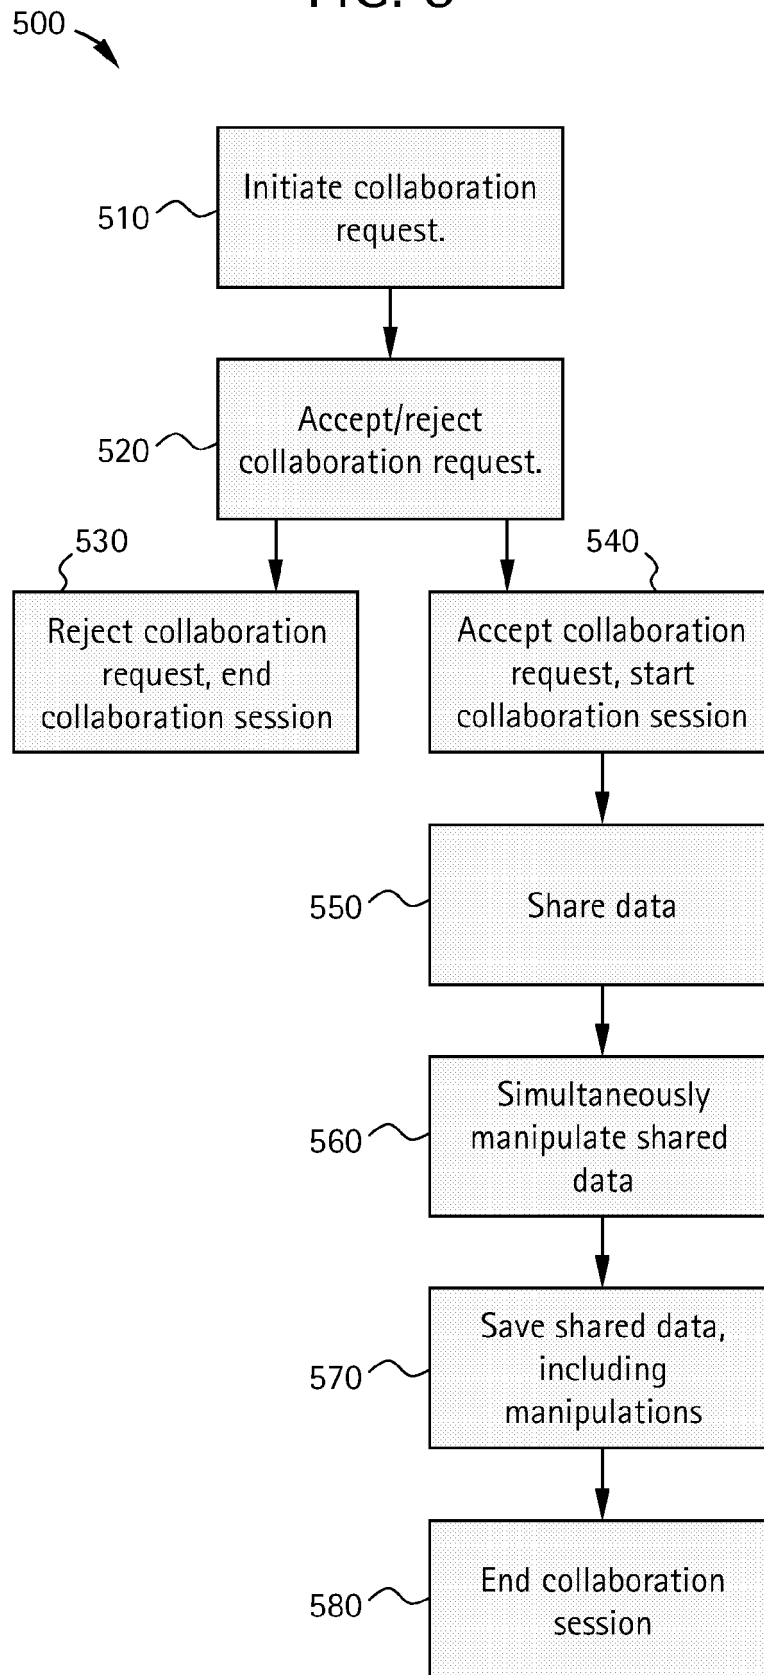 FIG.
500
Initiate collaboration
request.
510
Accept/reject
collaboration request.
520
530
540
Reject collaboration
request, end
collaboration session
Accept collaboration
request, start
collaboration session
Share data
550
Simultaneously
manipulate shared
data
560
Save shared data,
including
manipulations
570
End collaboration
session
580